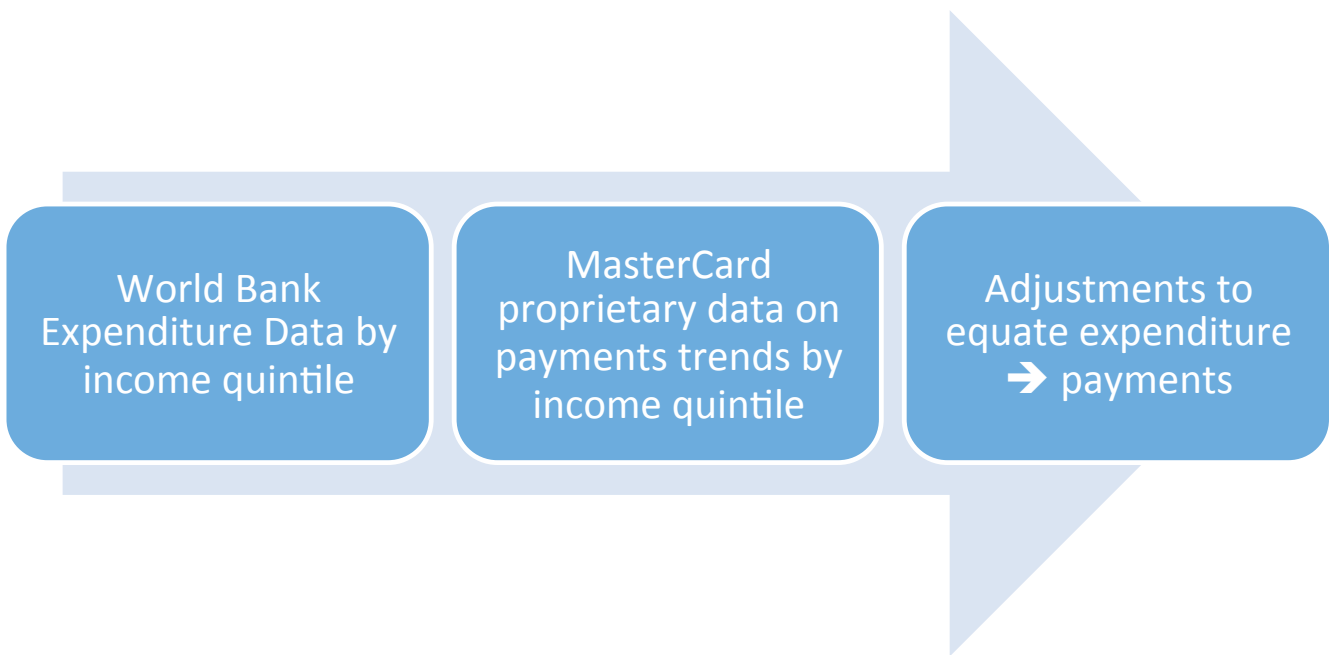 World Bank
Expenditure Data by
income quintile
MasterCard
proprietary data on
payments trends by
income quintile
Adjustments to
equate expenditure
➔ payments